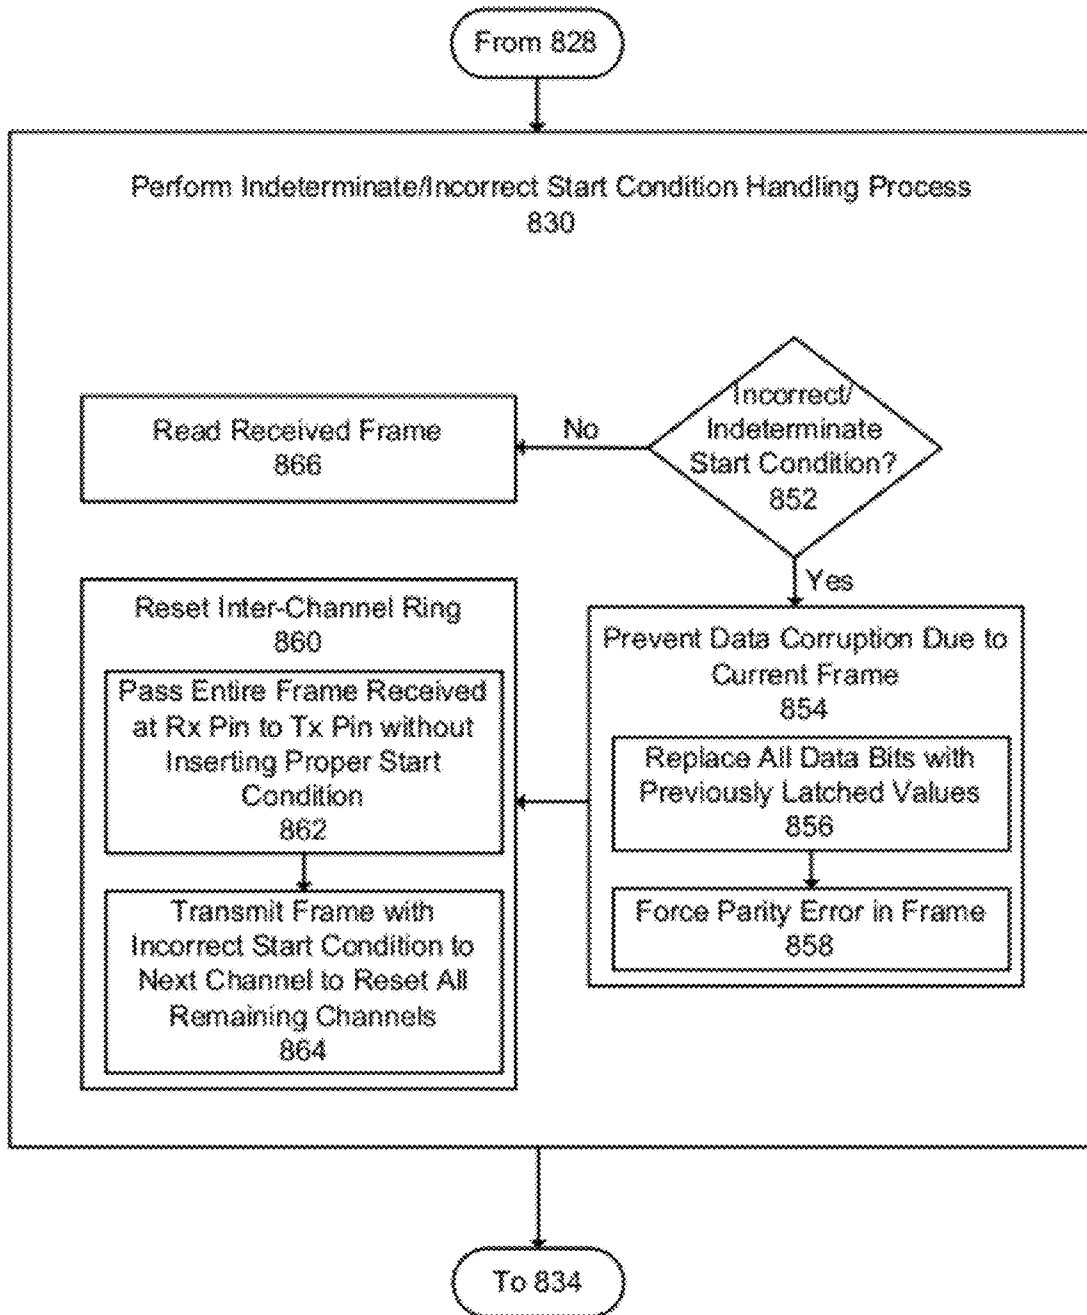 From 828
Perform Indeterminate/Incorrect Start Condition Handling Process
830
Incorrect/
Indeterminate
Start Condition?
852
No
Read Received Frame
866
Yes
Prevent Data Corruption Due to
Current Frame
854
Replace All Data Bits with
Previously Latched Values
856
Force Parity Error in Frame
858
Reset Inter-Channel Ring
860
Pass Entire Frame Received
at Rx Pin to Tx Pin without
Inserting Proper Start
Condition
862
Transmit Frame with
Incorrect Start Condition to
Next Channel to Reset All
Remaining Channels
864
To 834